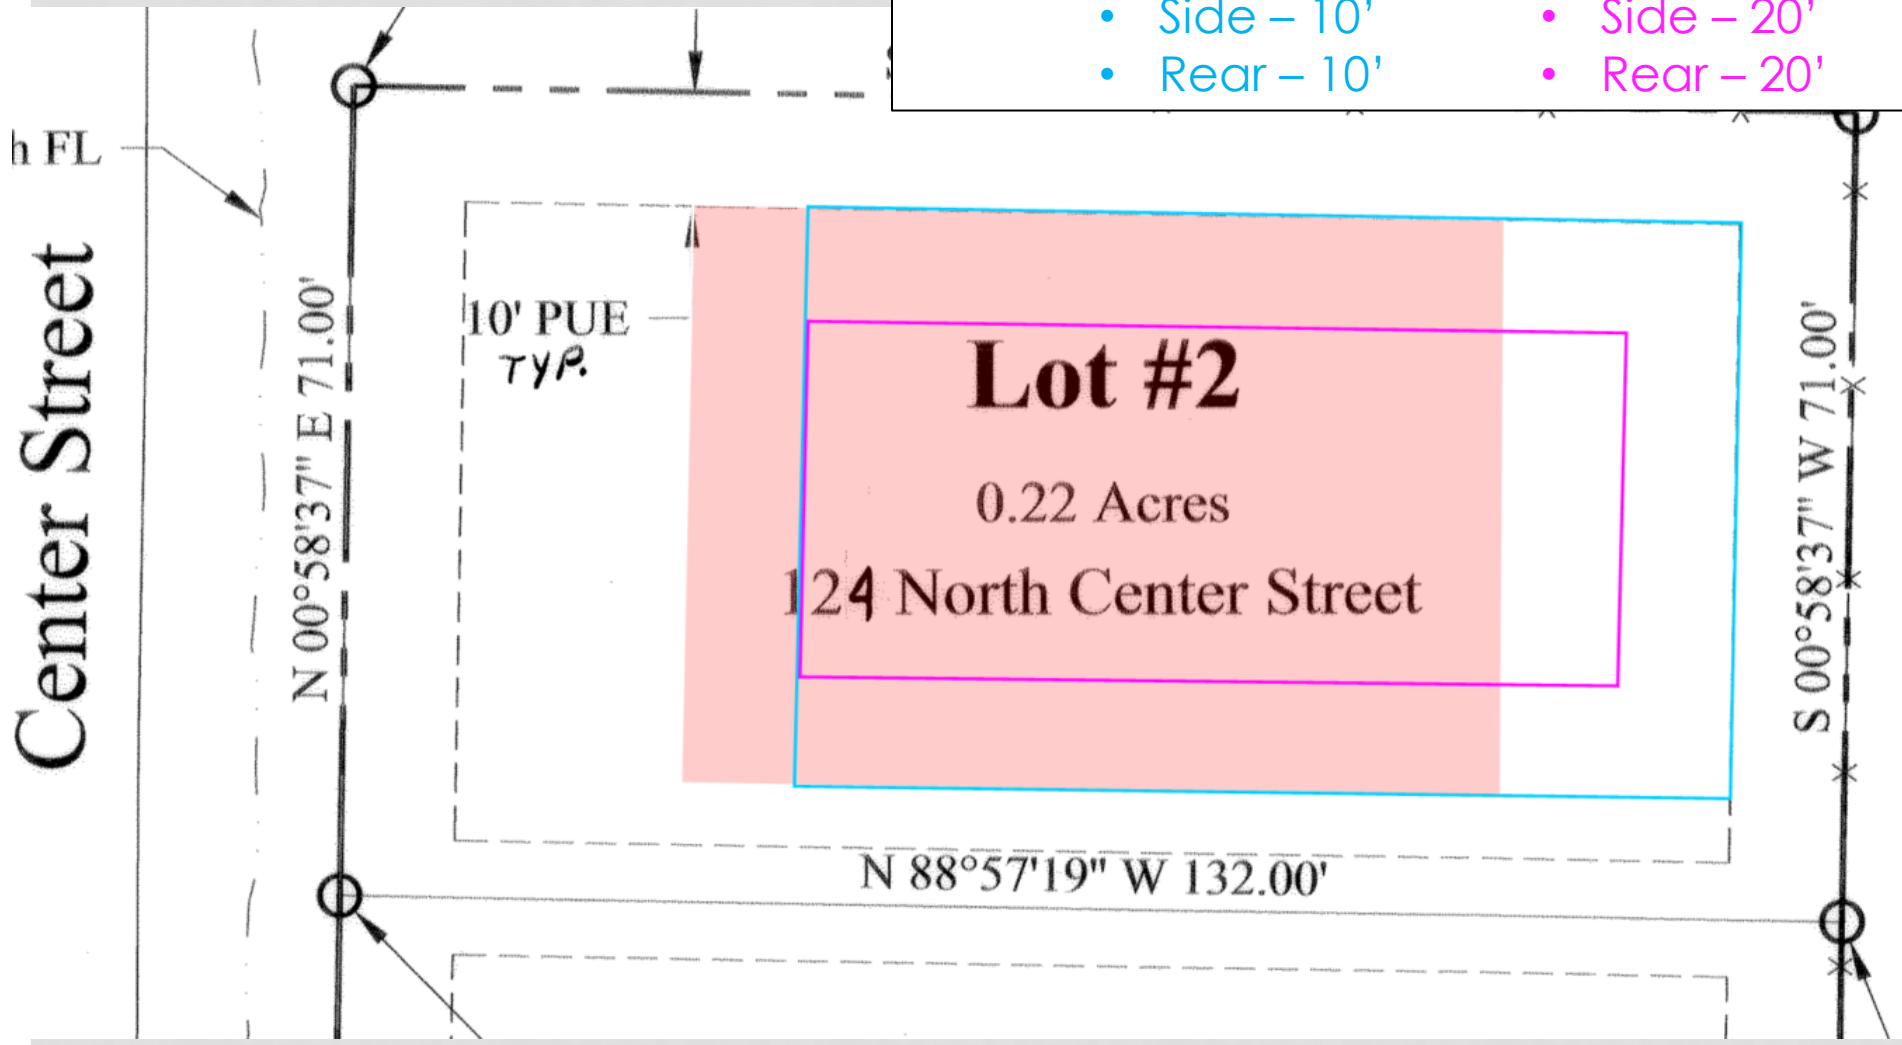 • Side – 10’
• Side – 20’
• Rear – 10’
• Rear – 20’
h FL
Center Street
N 00°58'37" E 71.00'
10' PUE
TYP.
Lot #2
0.22 Acres
124 North Center Street
S 00°58'37" W 71.00'
N 88°57'19" W 132.00'